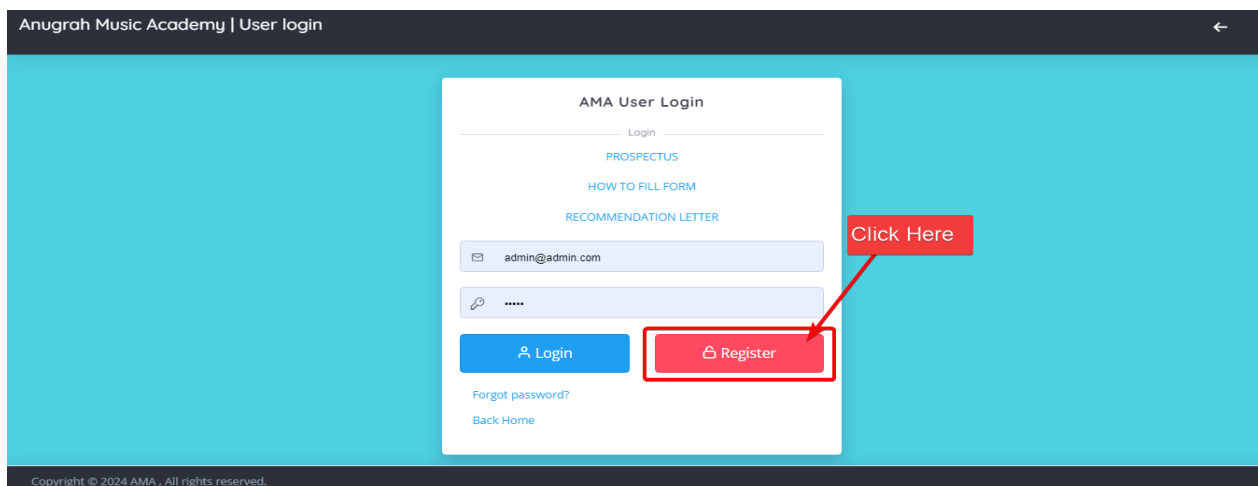 Anugrah Music Academy | User login
AMA User Login
Login
PROSPECTUS
HOW TO FILL FORM
RECOMMENDATION LETTER
Click Here
admin@admin.com
•••••
Login Register
Forgot password?
Back Home
Copyright © 2024 AMA , All rights reserved.